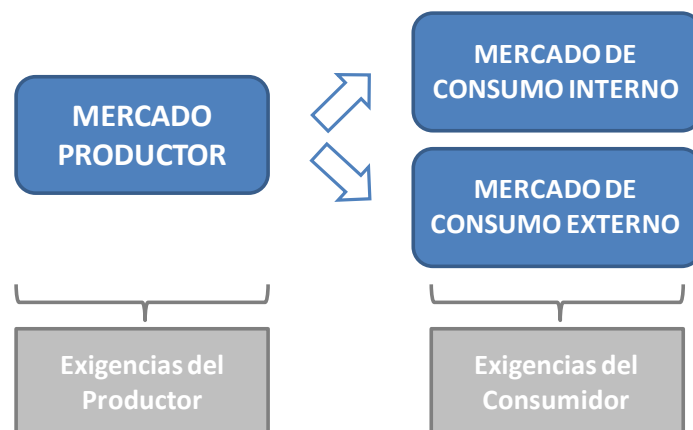 MERCADO
PRODUCTOR
MERCADO DE
CONSUMO INTERNO
MERCADO DE
CONSUMO EXTERNO
Exigencias del
Productor
Exigencias del
Consumidor